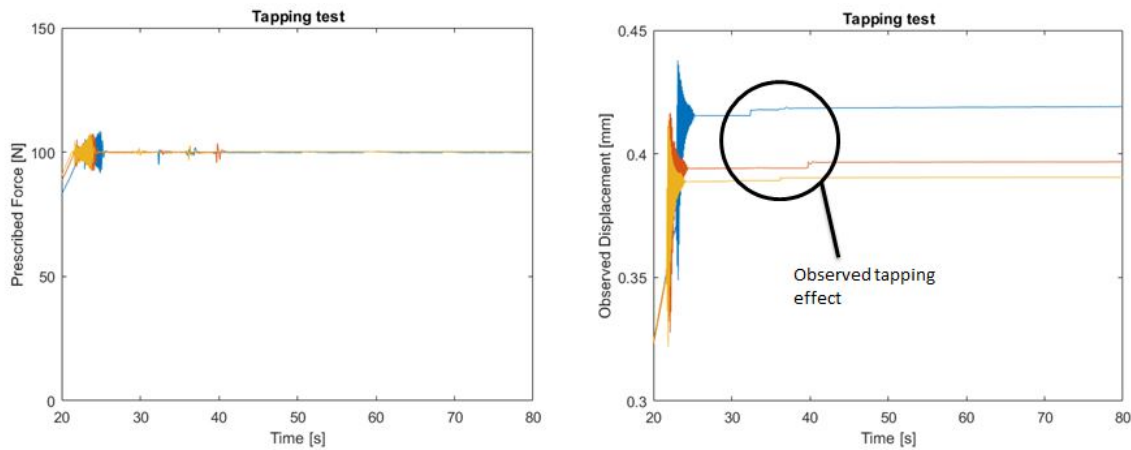 Tapping test
150
100
50
0
Prescribed Force [N]
20 30 40 50 60 70 80
Time [s]
Tapping test
0.45
0.4
0.35
0.3
Observed Displacement [mm]
Observed tapping
effect
20 30 40 50 60 70 80
Time [s]